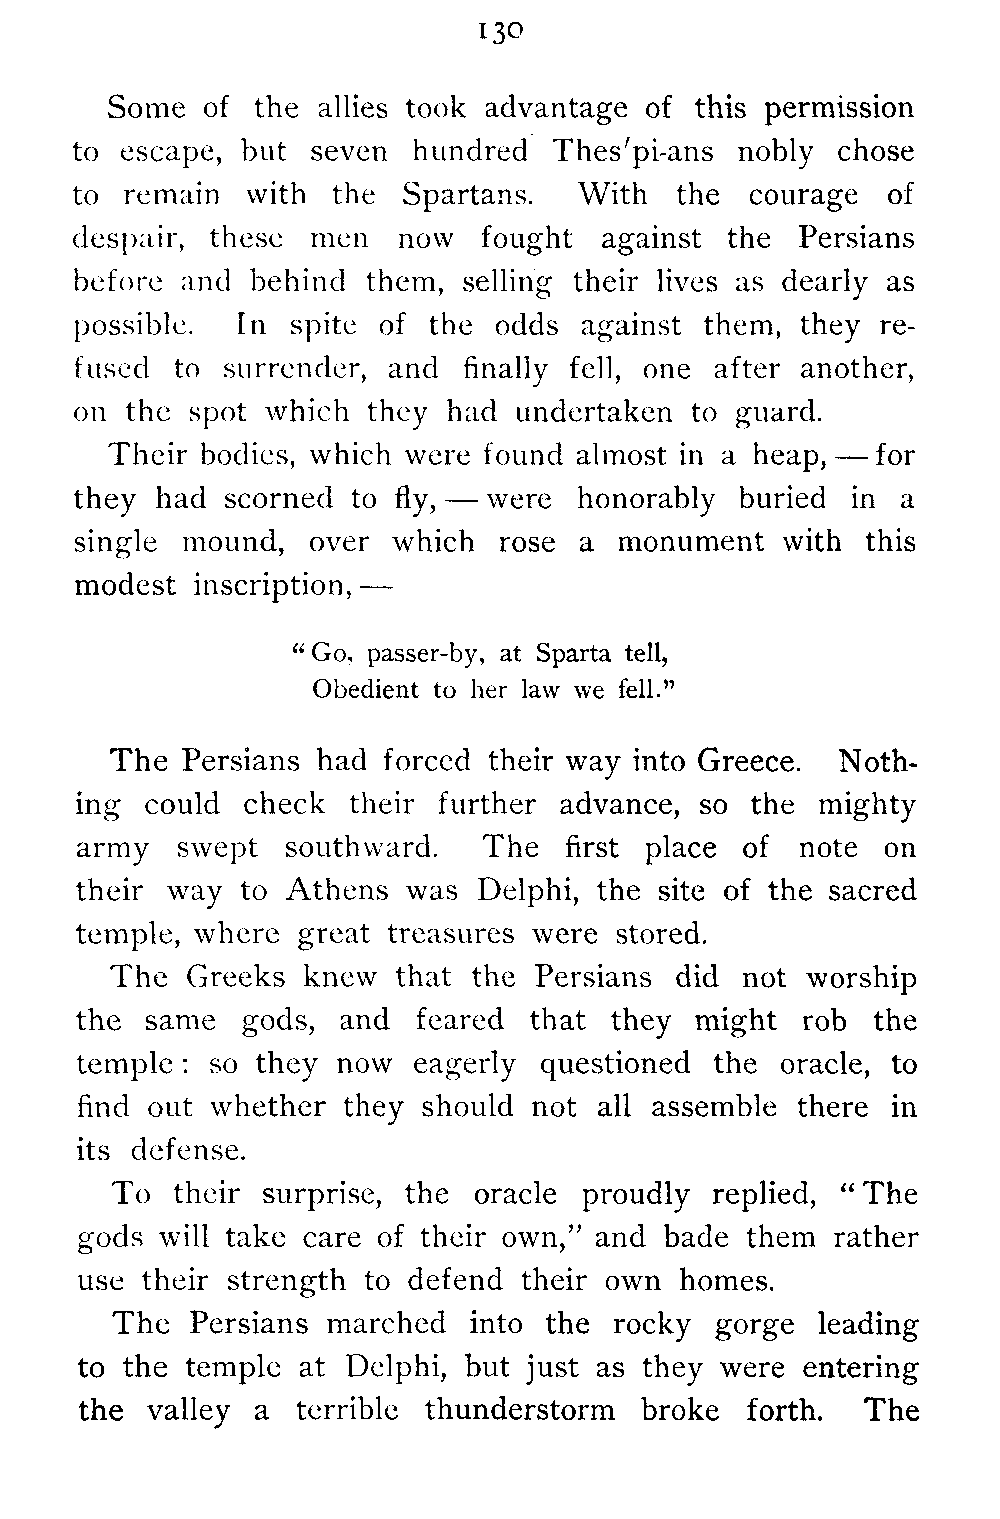 130
Some of the allies took advantage of this permission
to escape, but seven hundred Thes'pi-ans nobly chose
to remain with the Spartans. With the courage of
despair, these men now fought against the Persians
before and behind them, selling their lives as dearly as
possible. In spite of the odds against them, they re-
fused to surrender, and finally fell, one after another,
on the spot which they had undertaken to guard.
Their bodies, which were found almost in a heap, — for
they had scorned to fly, — were honorably buried in a
single mound, over which rose a monument with this
modest inscription, —
“Go, passer-by, at Sparta tell,
Obedient to her law we fell.”
The Persians had forced their way into Greece. Noth-
ing could check their further advance, so the mighty
army swept southward. The first place of note on
their way to Athens was Delphi, the site of the sacred
temple, where great treasures were stored.
The Greeks knew that the Persians did not worship
the same gods, and feared that they might rob the
temple : so they now eagerly questioned the oracle, to
find out whether they should not all assemble there in
its defense.
To their surprise, the oracle proudly replied, “The
gods will take care of their own,” and bade them rather
use their strength to defend their own homes.
The Persians marched into the rocky gorge leading
to the temple at Delphi, but just as they were entering
the valley a terrible thunderstorm broke forth. The